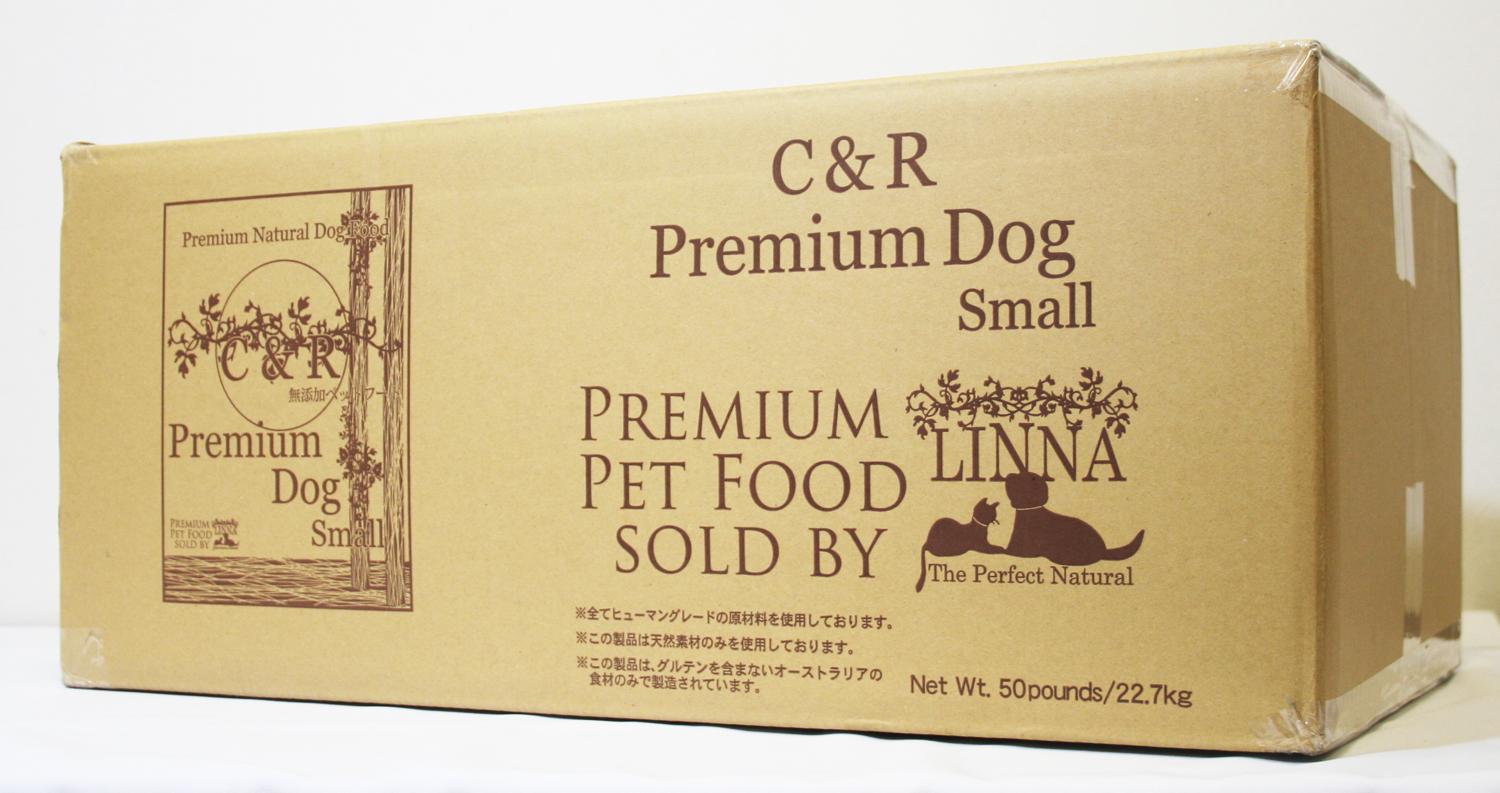 Premium Natural Dog Food
C & R
無添加ペットフード
Premium
Dog
Small
PREMIUM
PET FOOD
SOLD BY
LINNA
C & R
Premium Dog
Small
PREMIUM
PET FOOD
SOLD BY
LINNA
The Perfect Natural
※全てヒューマングレードの原材料を使用しております。
※この製品は天然素材のみを使用しております。
※この製品は、グルテンを含まないオーストラリアの
食材のみで製造されています。
Net Wt. 50pounds/22.7kg